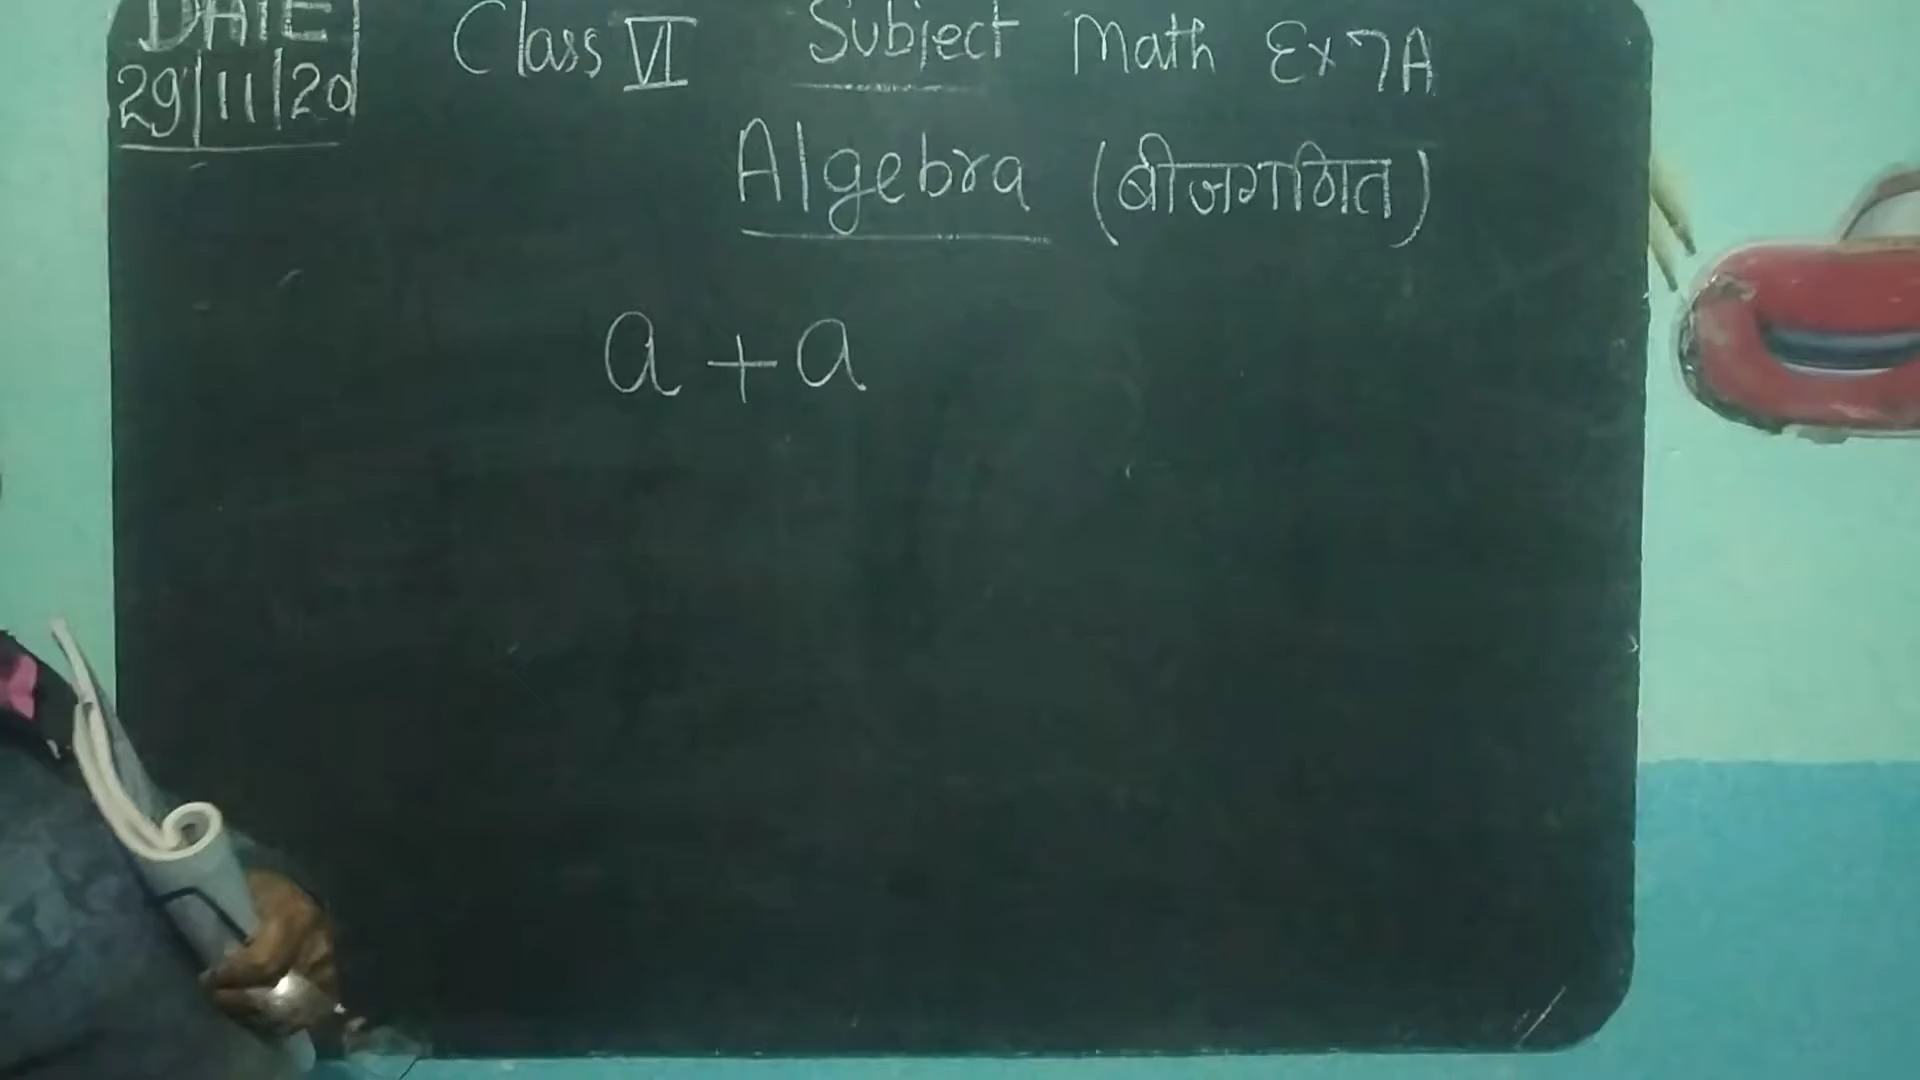 DATE
29/11/20
Class VI Subject Math Ex 7A
Algebra (बीजगणित)
a + a